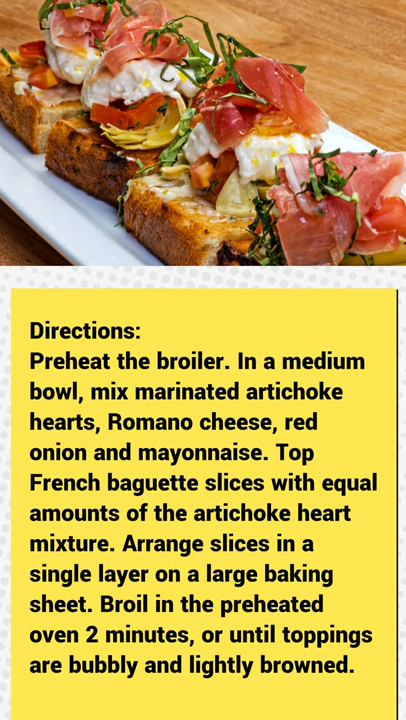 Directions:
Preheat the broiler. In a medium
bowl, mix marinated artichoke
hearts, Romano cheese, red
onion and mayonnaise. Top
French baguette slices with equal
amounts of the artichoke heart
mixture. Arrange slices in a
single layer on a large baking
sheet. Broil in the preheated
oven 2 minutes, or until toppings
are bubbly and lightly browned.